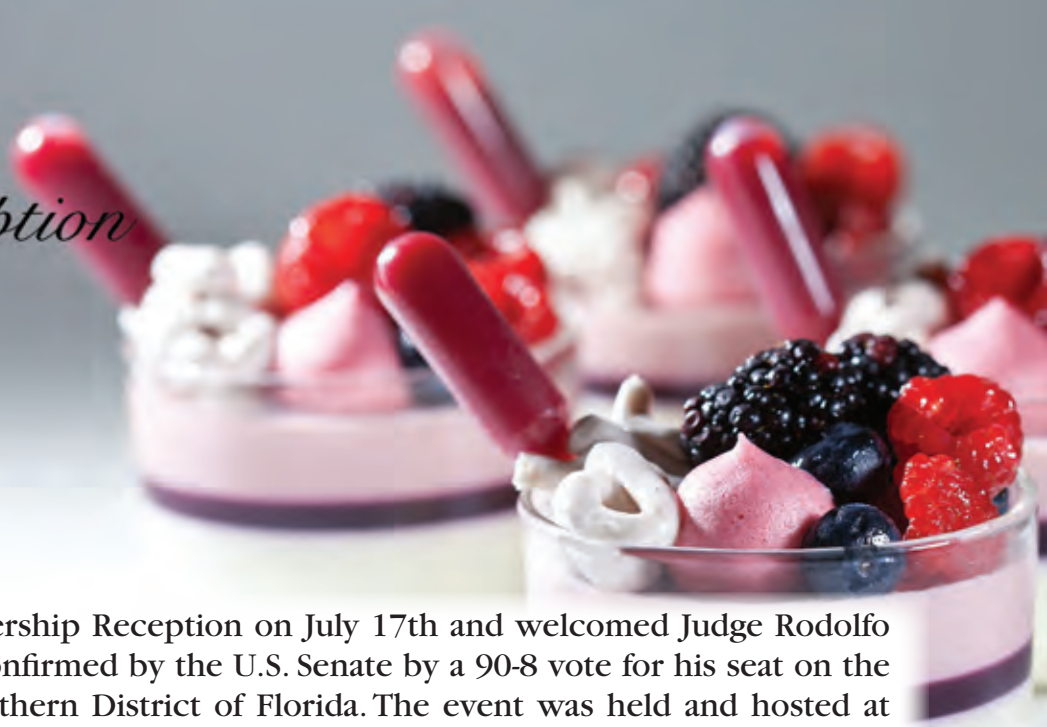 ption
ership Reception on July 17th and welcomed Judge Rodolfo
onfirmed by the U.S. Senate by a 90-8 vote for his seat on the
thern District of Florida. The event was held and hosted at